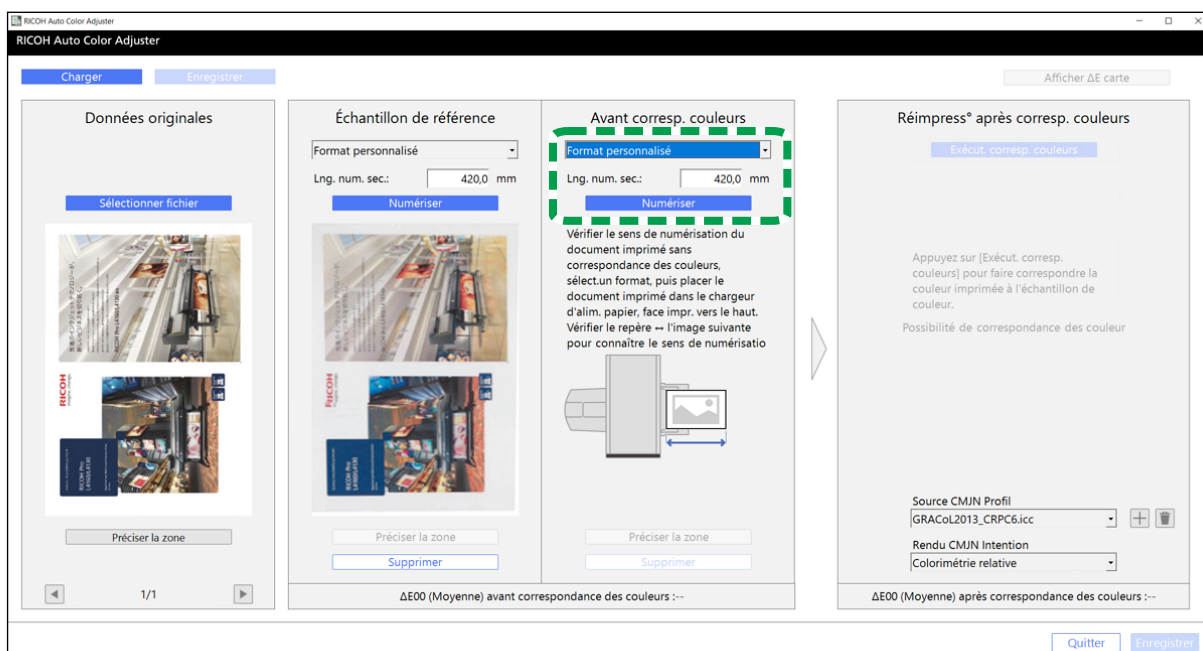 RICOH Auto Color Adjuster
RICOH Auto Color Adjuster
Charger
Enregistrer
Afficher ΔE carte
Données originales
Sélectionner fichier
RICOH
RICOH Pro
L4160/L4130
Préciser la zone
1/1
Échantillon de référence
Format personnalisé
Lng. num. sec.:
420,0 mm
Numériser
RICOH
Préciser la zone
Supprimer
Avant corresp. couleurs
Format personnalisé
Lng. num. sec.:
420,0 mm
Numériser
Vérifier le sens de numérisation du
document imprimé sans
correspondance des couleurs,
sélect.un format, puis placer le
document imprimé dans le chargeur
d'alim. papier, face impr. vers le haut.
Vérifier le repère ↔ l'image suivante
pour connaître le sens de numérisatio
Préciser la zone
Supprimer
ΔE00 (Moyenne) avant correspondance des couleurs :--
Réimpress° après corresp. couleurs
Exécut. corresp. couleurs
Appuyez sur [Exécut. corresp.
couleurs] pour faire correspondre la
couleur imprimée à l'échantillon de
couleur.
Possibilité de correspondance des couleur
Source CMJN Profil
GRACoL2013_CRPC6.icc
Rendu CMJN Intention
Colorimétrie relative
ΔE00 (Moyenne) après correspondance des couleurs :--
Quitter
Enregistrer